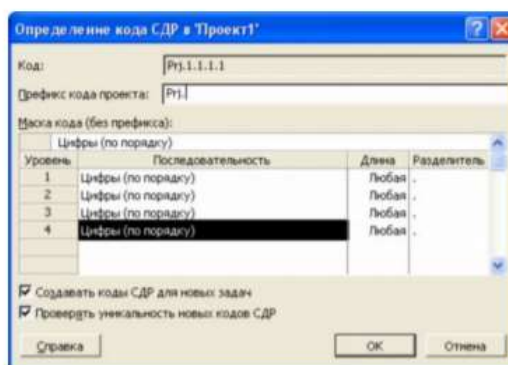 Определение кода СДР в 'Проект1'
Код: Prj.1.1.1.1
Префикс кода проекта: Prj.
Маска кода (без префикса):
Цифры (по порядку)
Уровень Последовательность Длина Разделитель
1 Цифры (по порядку) Любая .
2 Цифры (по порядку) Любая .
3 Цифры (по порядку) Любая .
4 Цифры (по порядку) Любая .
Создавать коды СДР для новых задач
Проверять уникальность новых кодов СДР
Справка ОК Отмена